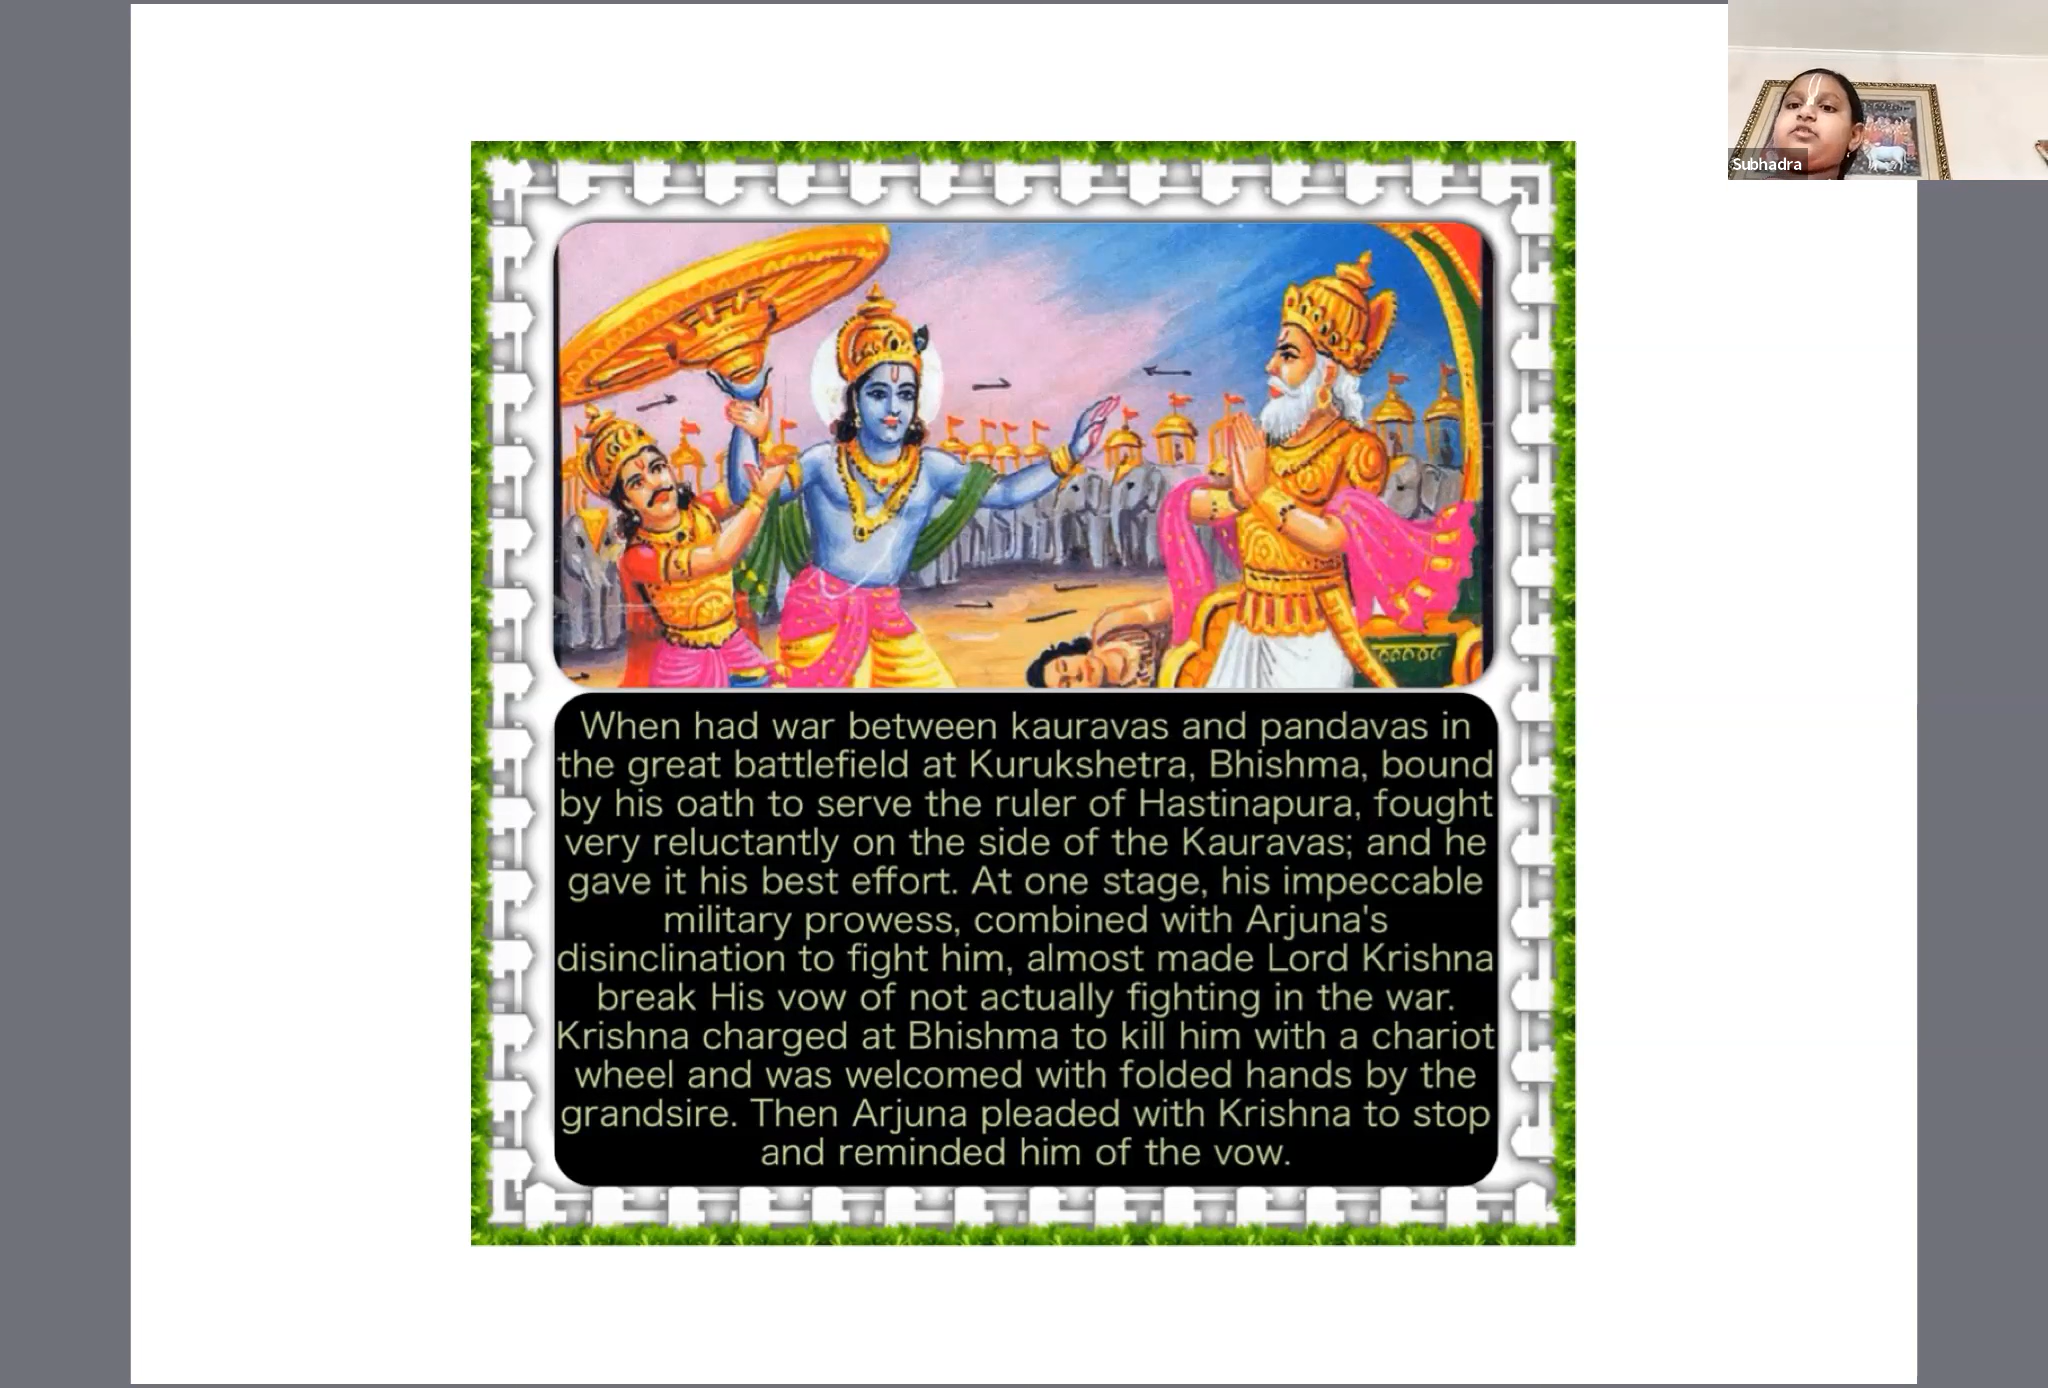 Subhadra
When had war between kauravas and pandavas in
the great battlefield at Kurukshetra, Bhishma, bound
by his oath to serve the ruler of Hastinapura, fought
very reluctantly on the side of the Kauravas; and he
gave it his best effort. At one stage, his impeccable
military prowess, combined with Arjuna's
disinclination to fight him, almost made Lord Krishna
break His vow of not actually fighting in the war.
Krishna charged at Bhishma to kill him with a chariot
wheel and was welcomed with folded hands by the
grandsire. Then Arjuna pleaded with Krishna to stop
and reminded him of the vow.